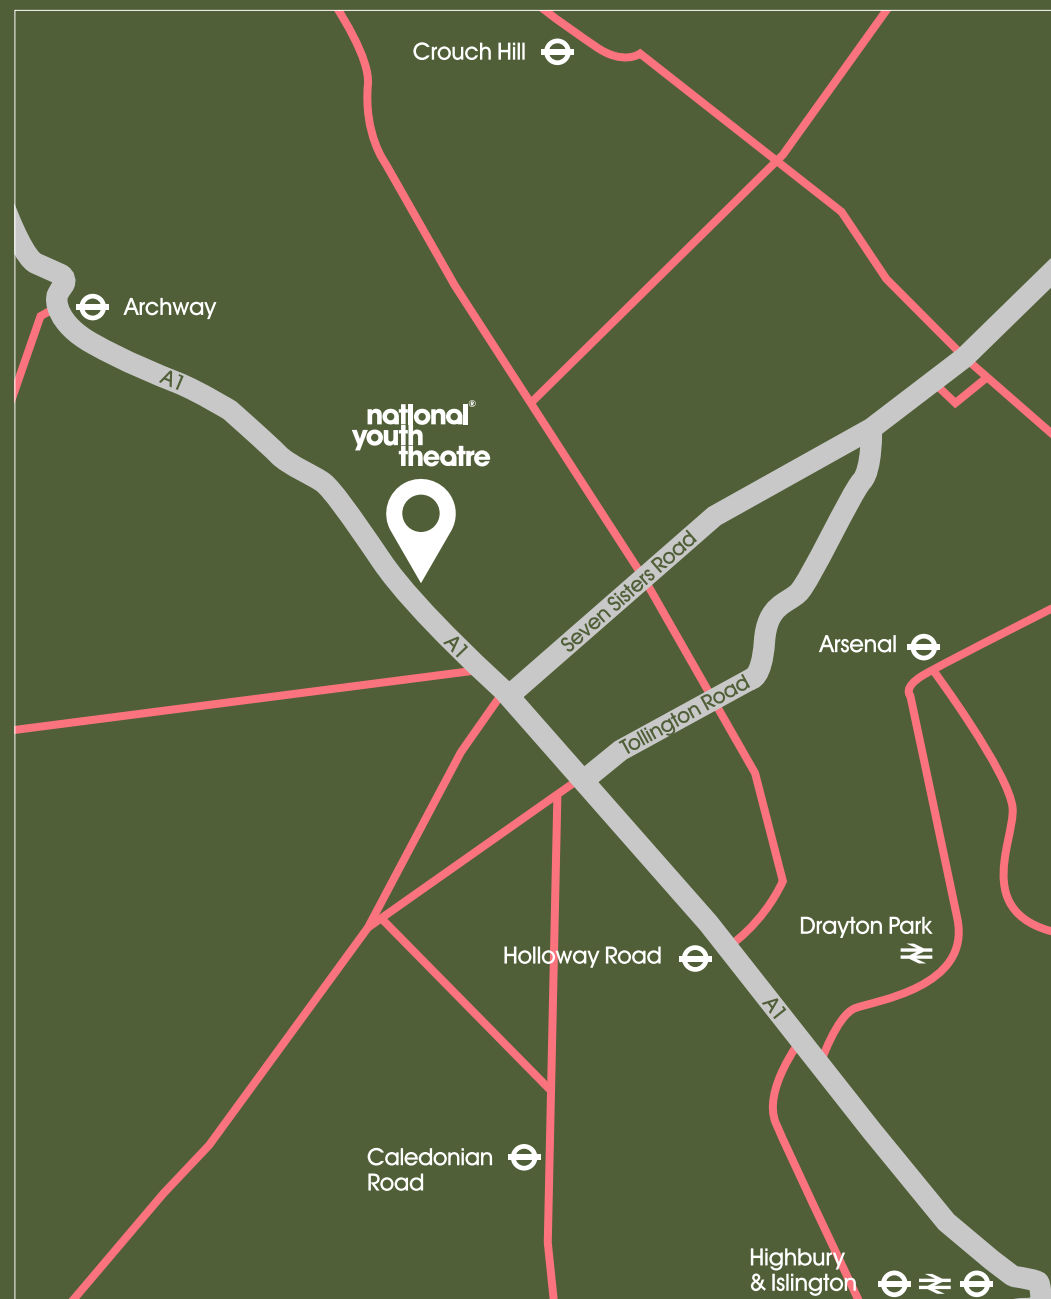 Crouch Hill
Archway
A1
national®
youth
theatre
Seven Sisters Road
A1
Arsenal
Tollington Road
Drayton Park
Holloway Road
A1
Caledonian
Road
Highbury
& Islington